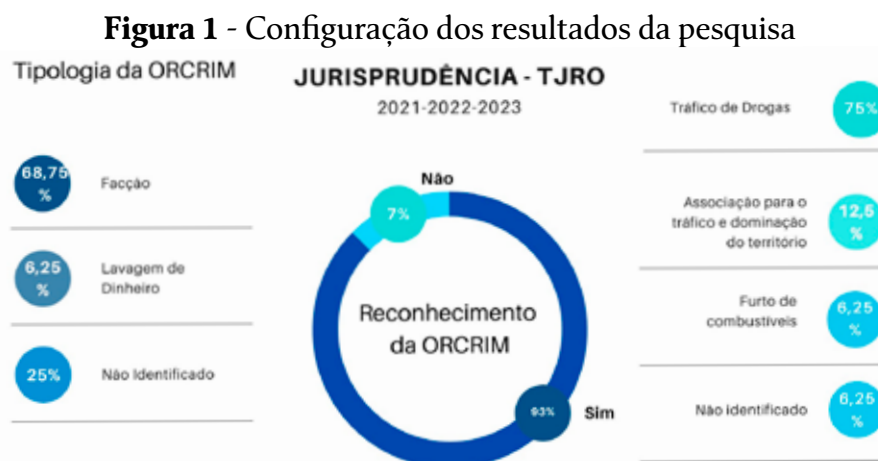 Figura 1 - Configuração dos resultados da pesquisa
Tipologia da ORCRIM
68,75
%
Facção
6,25
%
Lavagem de
Dinheiro
25%
Não Identificado
JURISPRUDÊNCIA - TJRO
2021-2022-2023
Não
7%
Reconhecimento
da ORCRIM
93%
Sim
Tráfico de Drogas
75%
Associação para o
tráfico e dominação
do território
12,5
%
Furto de
combustíveis
6,25
%
Não identificado
6,25
%